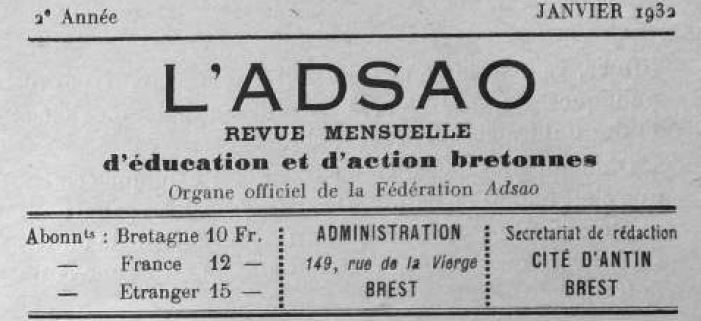 2e Année
JANVIER 1932
L'ADSAO
REVUE MENSUELLE
d'éducation et d'action bretonnes
Organe officiel de la Fédération Adsao
Abonnts : Bretagne 10 Fr.
— France 12 —
— Etranger 15 —
ADMINISTRATION
149, rue de la Vierge
BREST
Secretariat de rédaction
CITÉ D'ANTIN
BREST